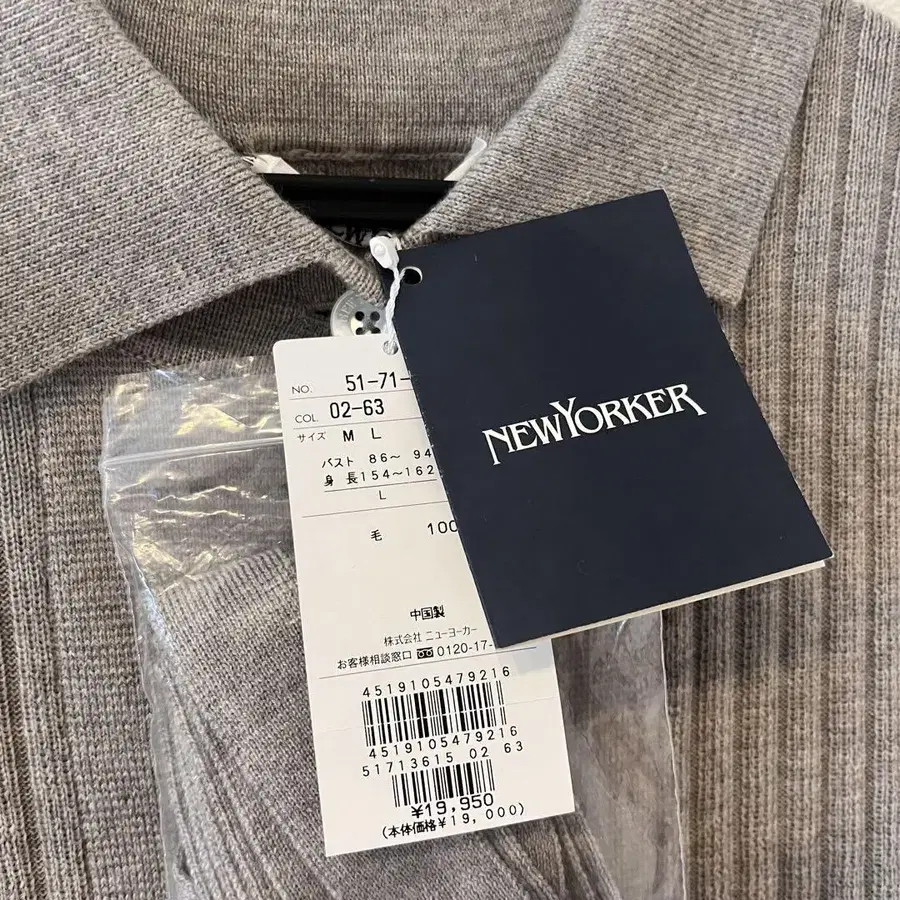 NEWYORKER
NO. 51-71-
COL 02-63
サイズ M L
バスト 86～ 94
身 長154～162
L
毛 100
中国製
株式会社 ニューヨーカー
お客様相談窓口 0120-17-
4519105479216
4519105479216
51713615 02 63
¥19,950
(本体価格¥19,000)